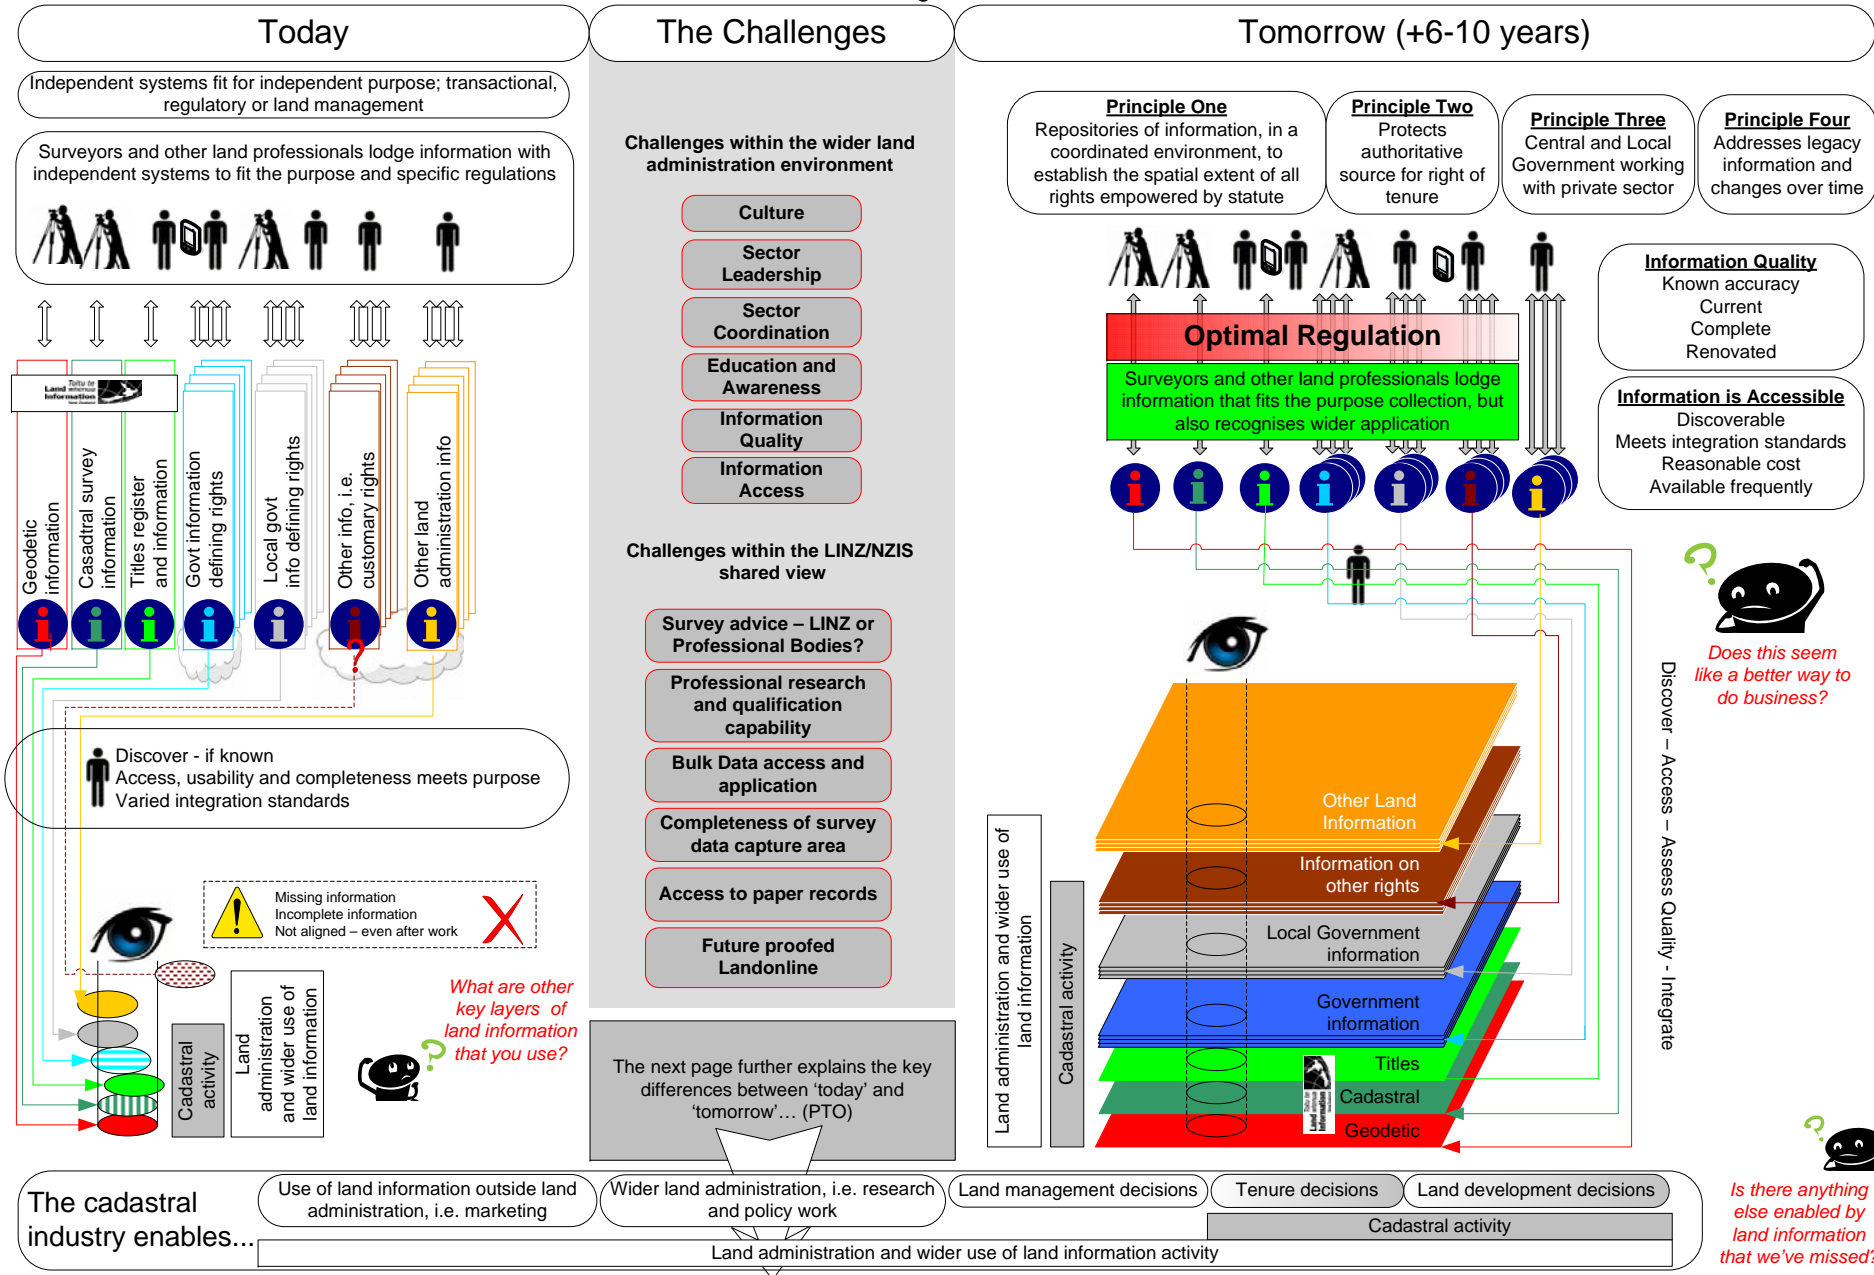 Today
The Challenges
Tomorrow (+6-10 years)
Independent systems fit for independent purpose; transactional,
regulatory or land management
Surveyors and other land professionals lodge information with
independent systems to fit the purpose and specific regulations
Toitu te
Land whenua
Information
New Zealand
Geodetic
information
Casadtral survey
information
Titles register
and information
Govt information
defining rights
Local govt
info defining rights
Other info, i.e.
customary rights
Other land
administration info
?
Discover - if known
Access, usability and completeness meets purpose
Varied integration standards
Missing information
Incomplete information
Not aligned – even after work
What are other
key layers of
land information
that you use?
Cadastral
activity
Land
administration
and wider use of
land information
Challenges within the wider land
administration environment
Culture
Sector
Leadership
Sector
Coordination
Education and
Awareness
Information
Quality
Information
Access
Challenges within the LINZ/NZIS
shared view
Survey advice – LINZ or
Professional Bodies?
Professional research
and qualification
capability
Bulk Data access and
application
Completeness of survey
data capture area
Access to paper records
Future proofed
Landonline
The next page further explains the key
differences between ‘today’ and
‘tomorrow’… (PTO)
Principle One
Repositories of information, in a
coordinated environment, to
establish the spatial extent of all
rights empowered by statute
Principle Two
Protects
authoritative
source for right of
tenure
Principle Three
Central and Local
Government working
with private sector
Principle Four
Addresses legacy
information and
changes over time
Information Quality
Known accuracy
Current
Complete
Renovated
Information is Accessible
Discoverable
Meets integration standards
Reasonable cost
Available frequently
Optimal Regulation
Surveyors and other land professionals lodge
information that fits the purpose collection, but
also recognises wider application
Does this seem
like a better way to
do business?
Discover – Access – Assess Quality - Integrate
Other Land
Information
Information on
other rights
Local Government
information
Government
information
Titles
Cadastral
Geodetic
Toitu te
Land whenua
Information
New Zealand
Land administration and wider use of
land information
Cadastral activity
The cadastral
industry enables...
Use of land information outside land
administration, i.e. marketing
Wider land administration, i.e. research
and policy work
Land management decisions
Tenure decisions
Land development decisions
Cadastral activity
Land administration and wider use of land information activity
Is there anything
else enabled by
land information
that we’ve missed?